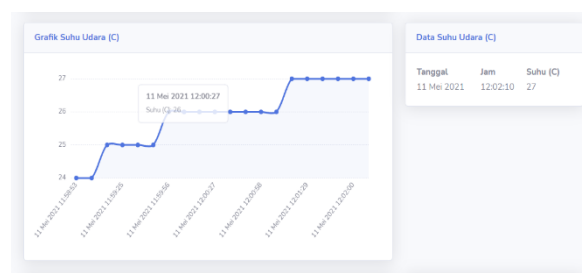 Grafik Suhu Udara (C)
27
26
25
24
11 Mei 2021 12:00:27
Suhu (C): 26
11 Mei 2021 11:58:53
11 Mei 2021 11:59:25
11 Mei 2021 11:59:56
11 Mei 2021 12:00:27
11 Mei 2021 12:00:58
11 Mei 2021 12:01:29
11 Mei 2021 12:02:00
Data Suhu Udara (C)
Tanggal Jam Suhu (C)
11 Mei 2021 12:02:10 27